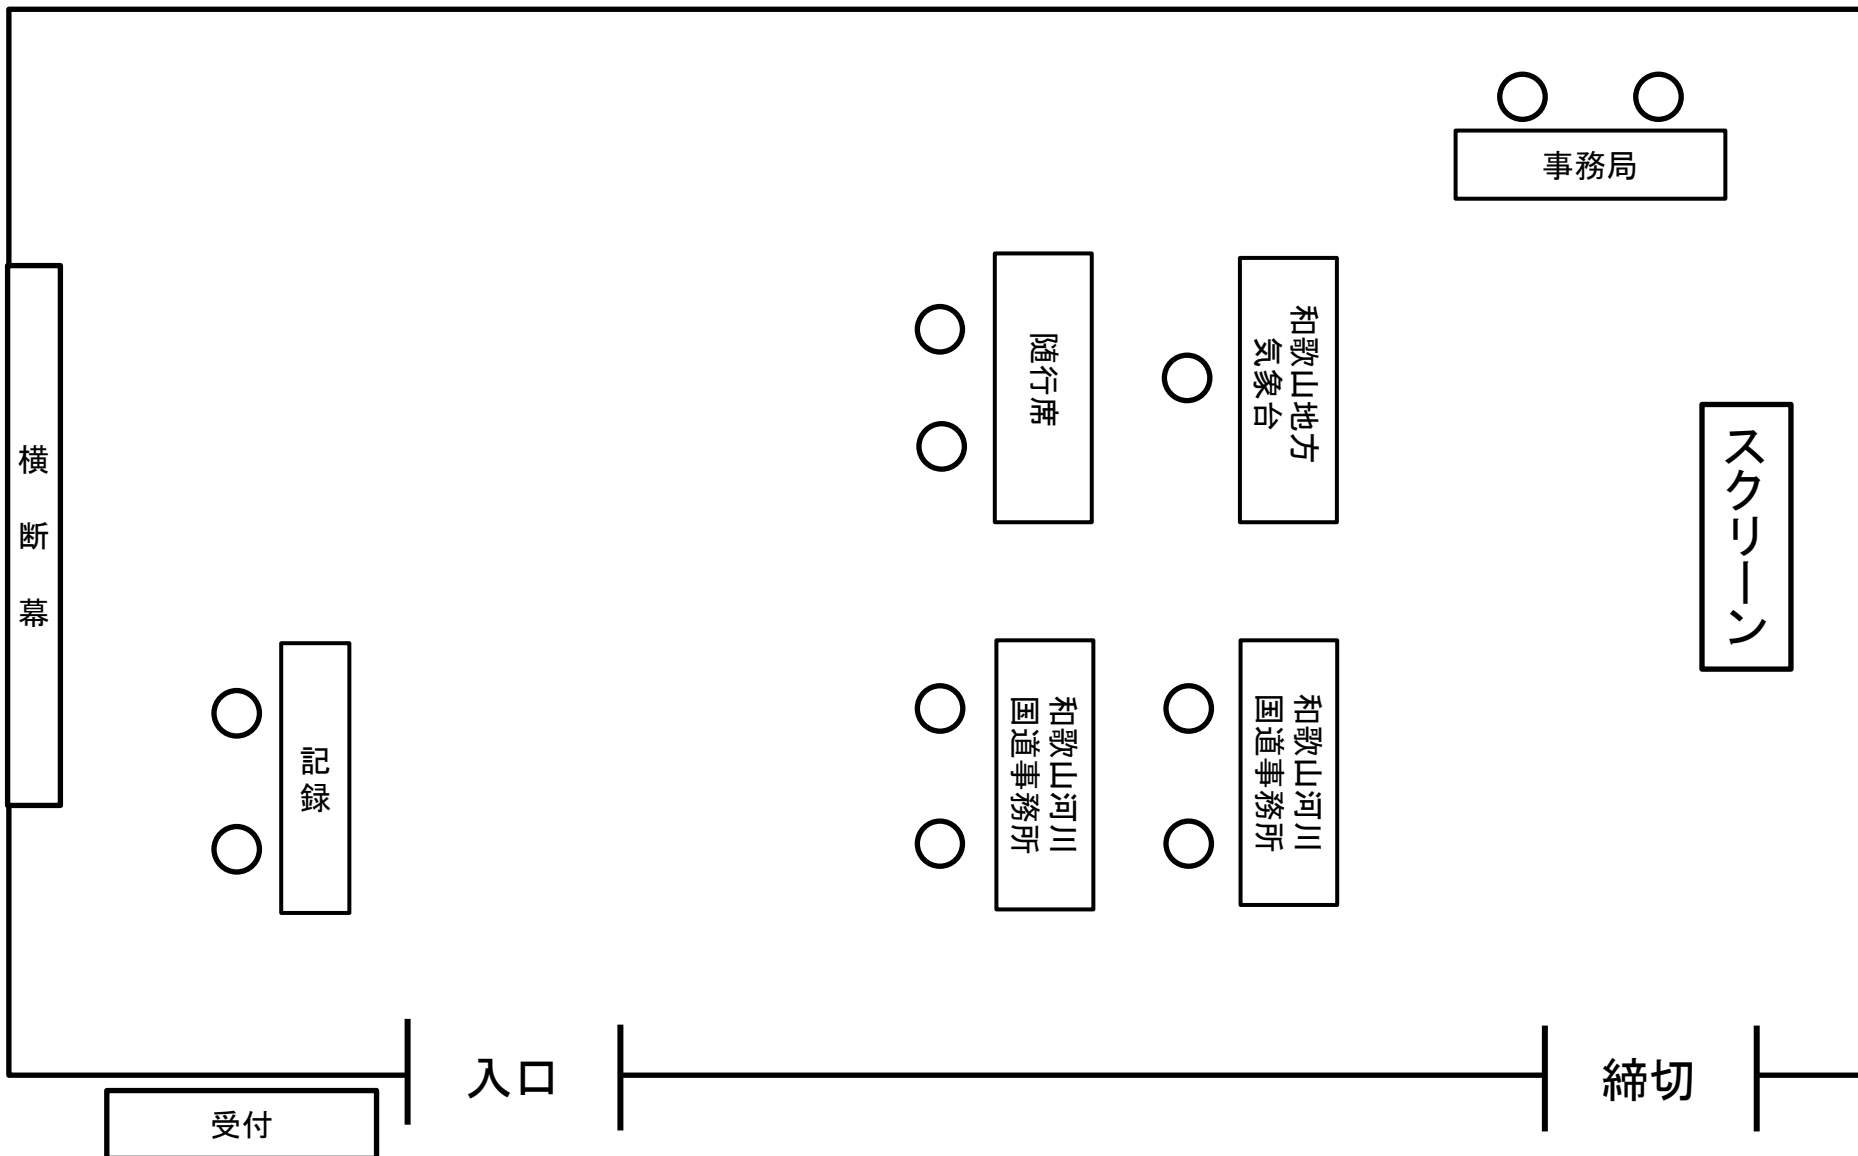 事務局
和歌山地方
気象台
随行席
スクリーン
横断幕
和歌山河川
国道事務所
和歌山河川
国道事務所
記録
入口
締切
受付